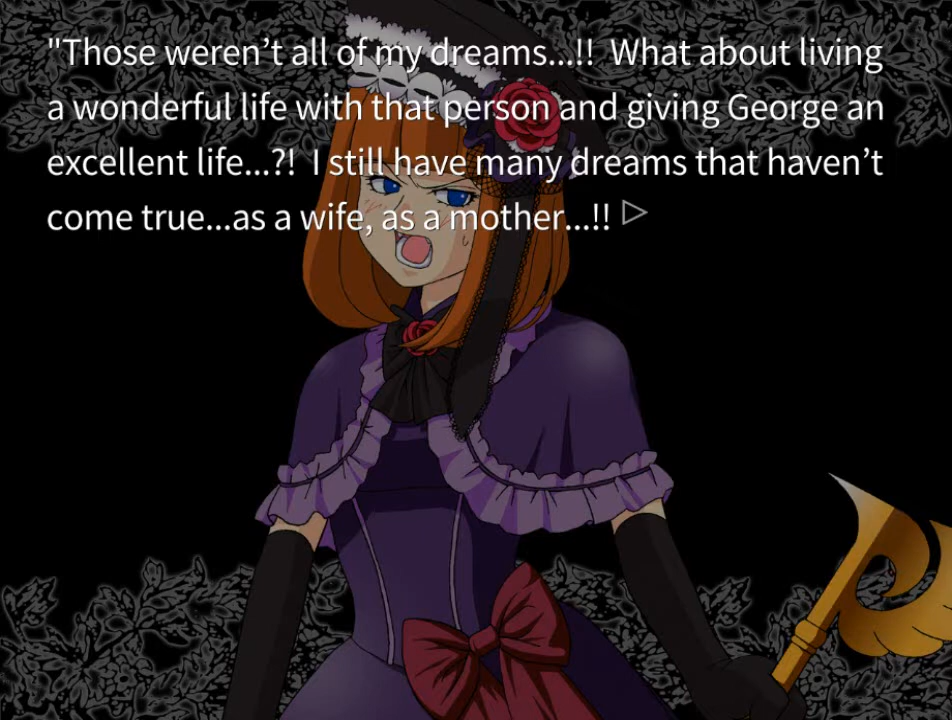 "Those weren’t all of my dreams...!!  What about living
a wonderful life with that person and giving George an
excellent life...?!  I still have many dreams that haven’t
come true...as a wife, as a mother...!!